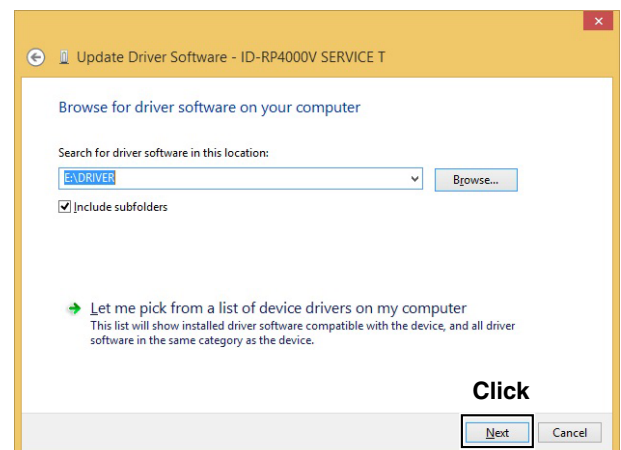 Update Driver Software - ID-RP4000V SERVICE T
Browse for driver software on your computer
Search for driver software in this location:
E:\DRIVER
Browse...
Include subfolders
Let me pick from a list of device drivers on my computer
This list will show installed driver software compatible with the device, and all driver
software in the same category as the device.
Click
Next
Cancel